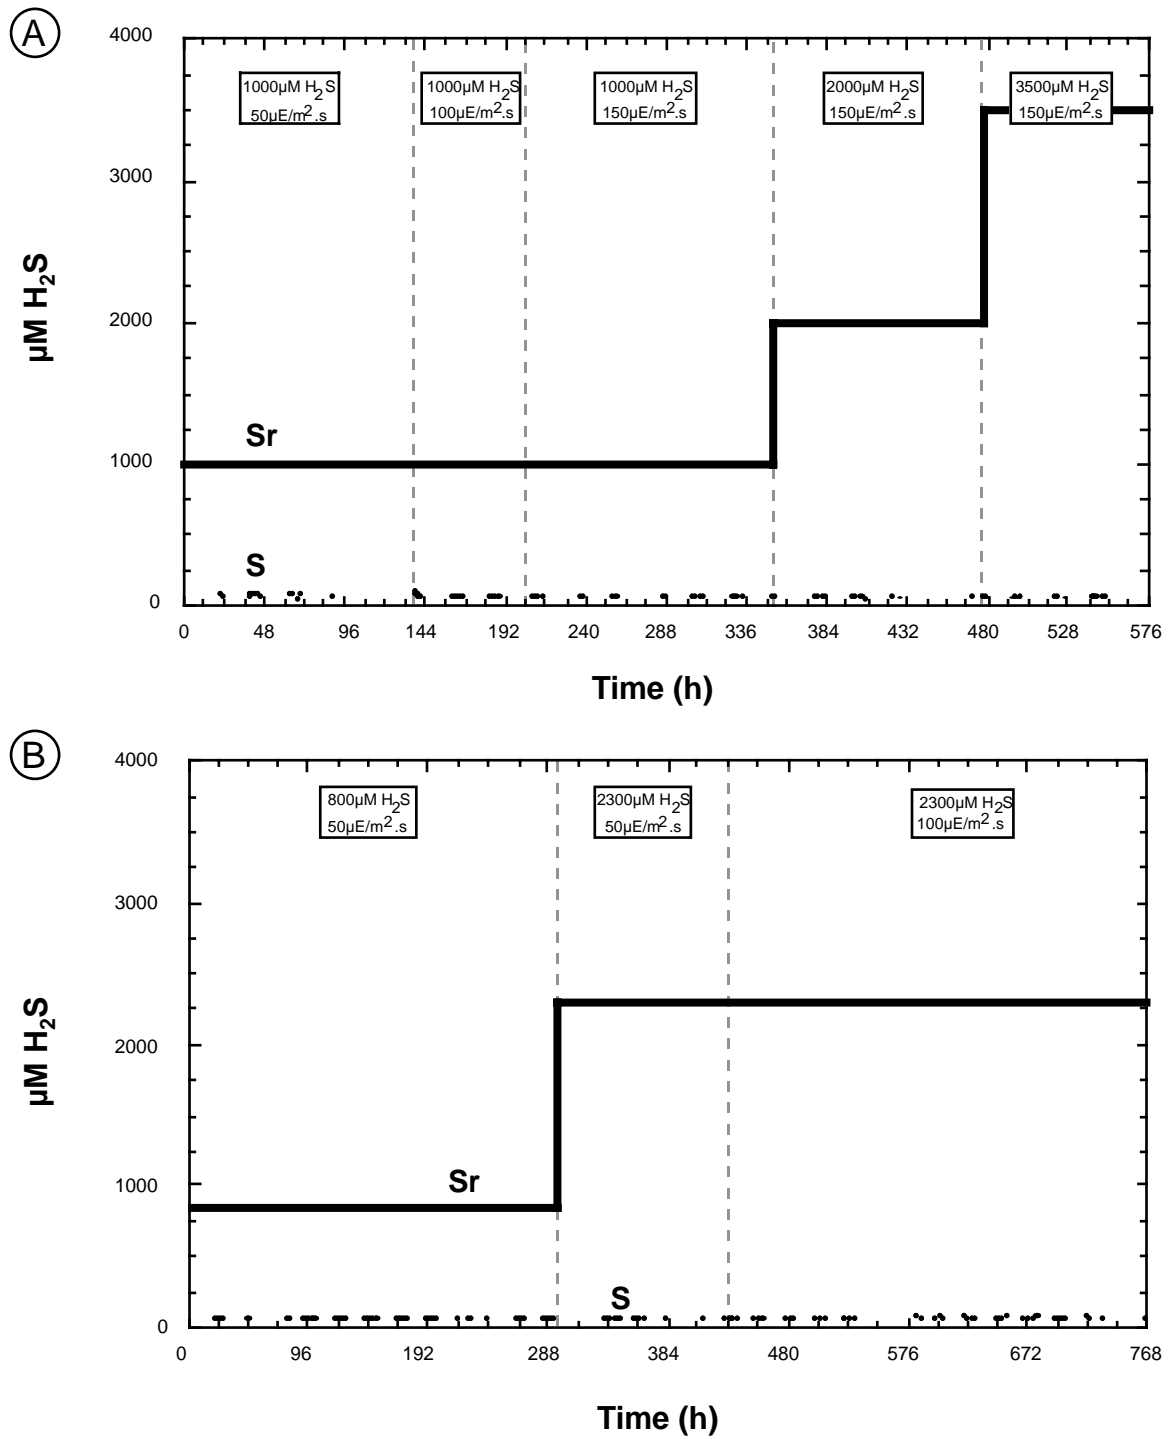 A
4000
3000
2000
1000
0
µM H₂S
1000µM H₂S
50µE/m².s
1000µM H₂S
100µE/m².s
1000µM H₂S
150µE/m².s
2000µM H₂S
150µE/m².s
3500µM H₂S
150µE/m².s
Sr
S
0 48 96 144 192 240 288 336 384 432 480 528 576
Time (h)
B
4000
3000
2000
1000
0
µM H₂S
800µM H₂S
50µE/m².s
2300µM H₂S
50µE/m².s
2300µM H₂S
100µE/m².s
Sr
S
0 96 192 288 384 480 576 672 768
Time (h)